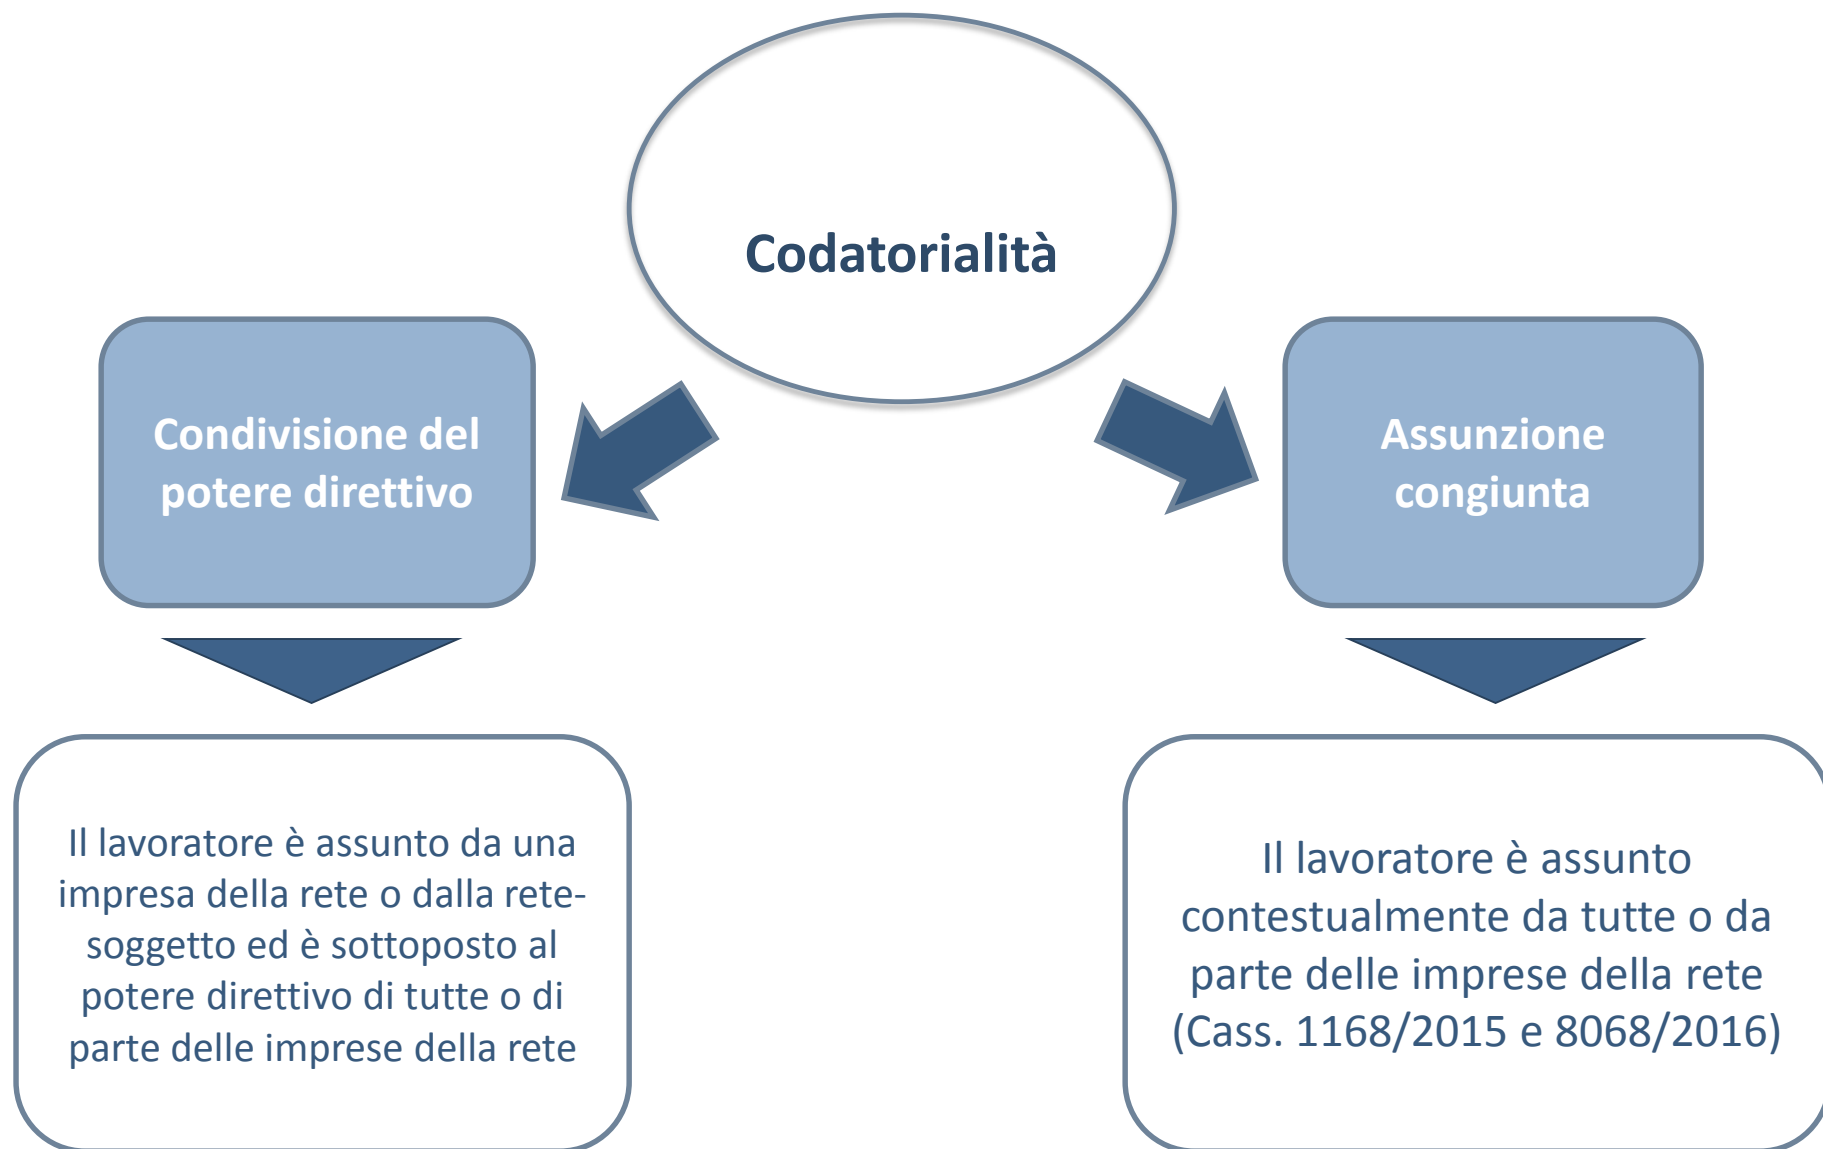 Codatorialità
Condivisione del
potere direttivo
Il lavoratore è assunto da una
impresa della rete o dalla rete-
soggetto ed è sottoposto al
potere direttivo di tutte o di
parte delle imprese della rete
Assunzione
congiunta
Il lavoratore è assunto
contestualmente da tutte o da
parte delle imprese della rete
(Cass. 1168/2015 e 8068/2016)